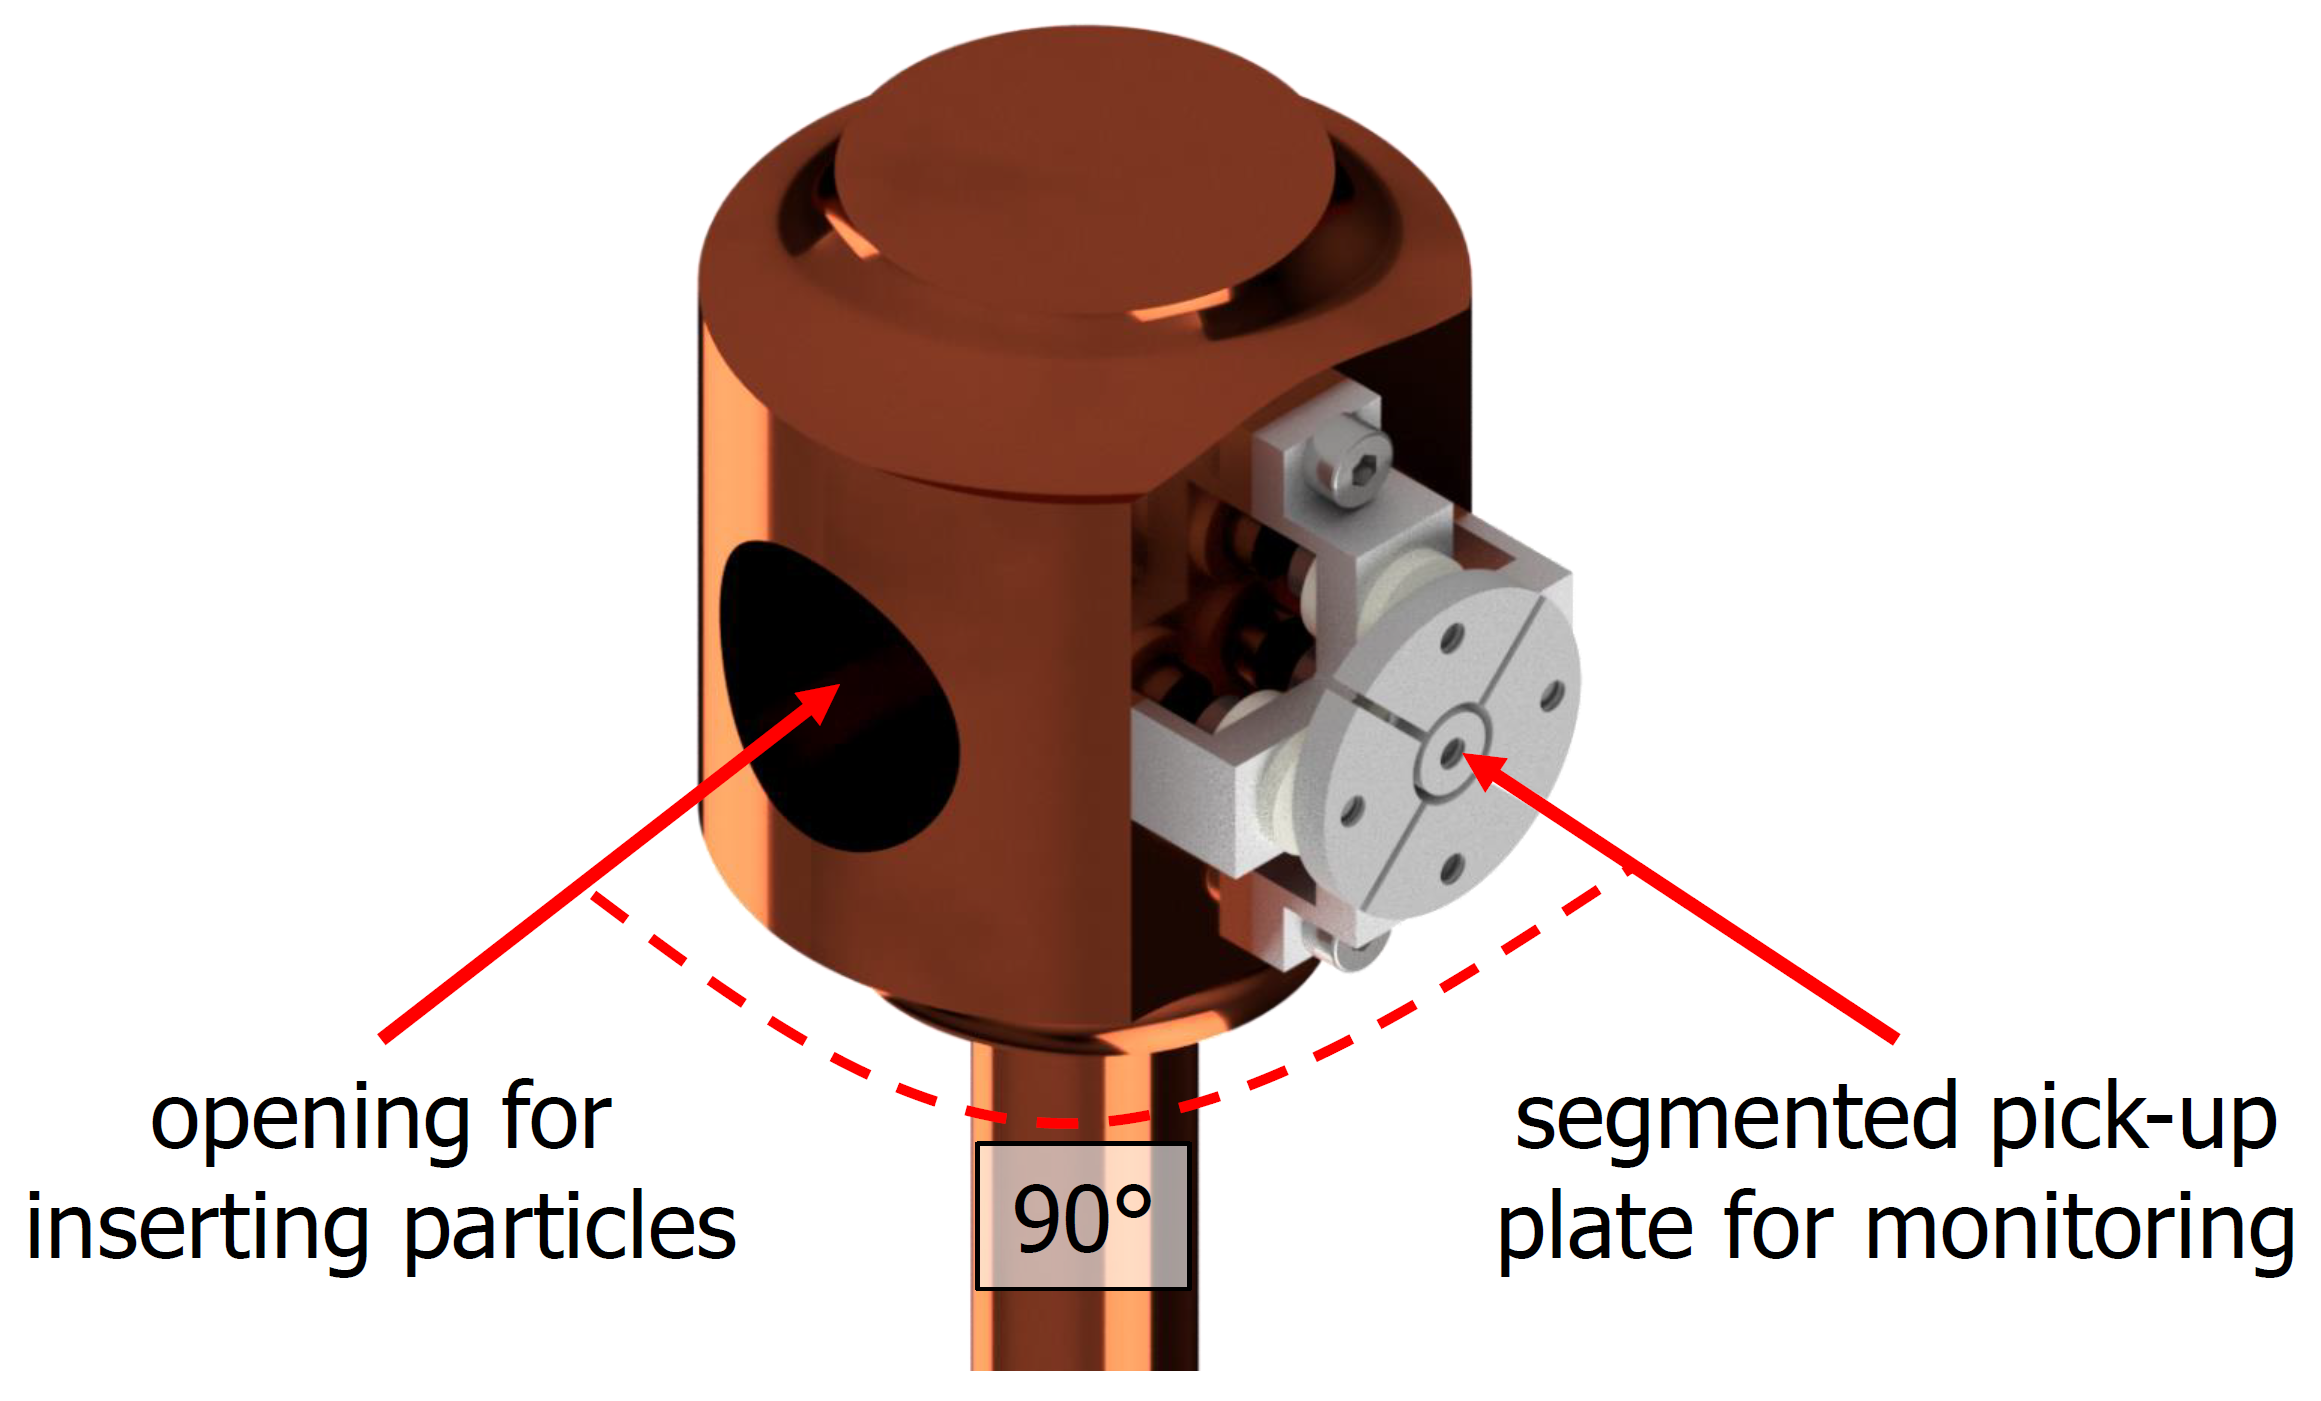 opening for
inserting particles
90°
segmented pick-up
plate for monitoring